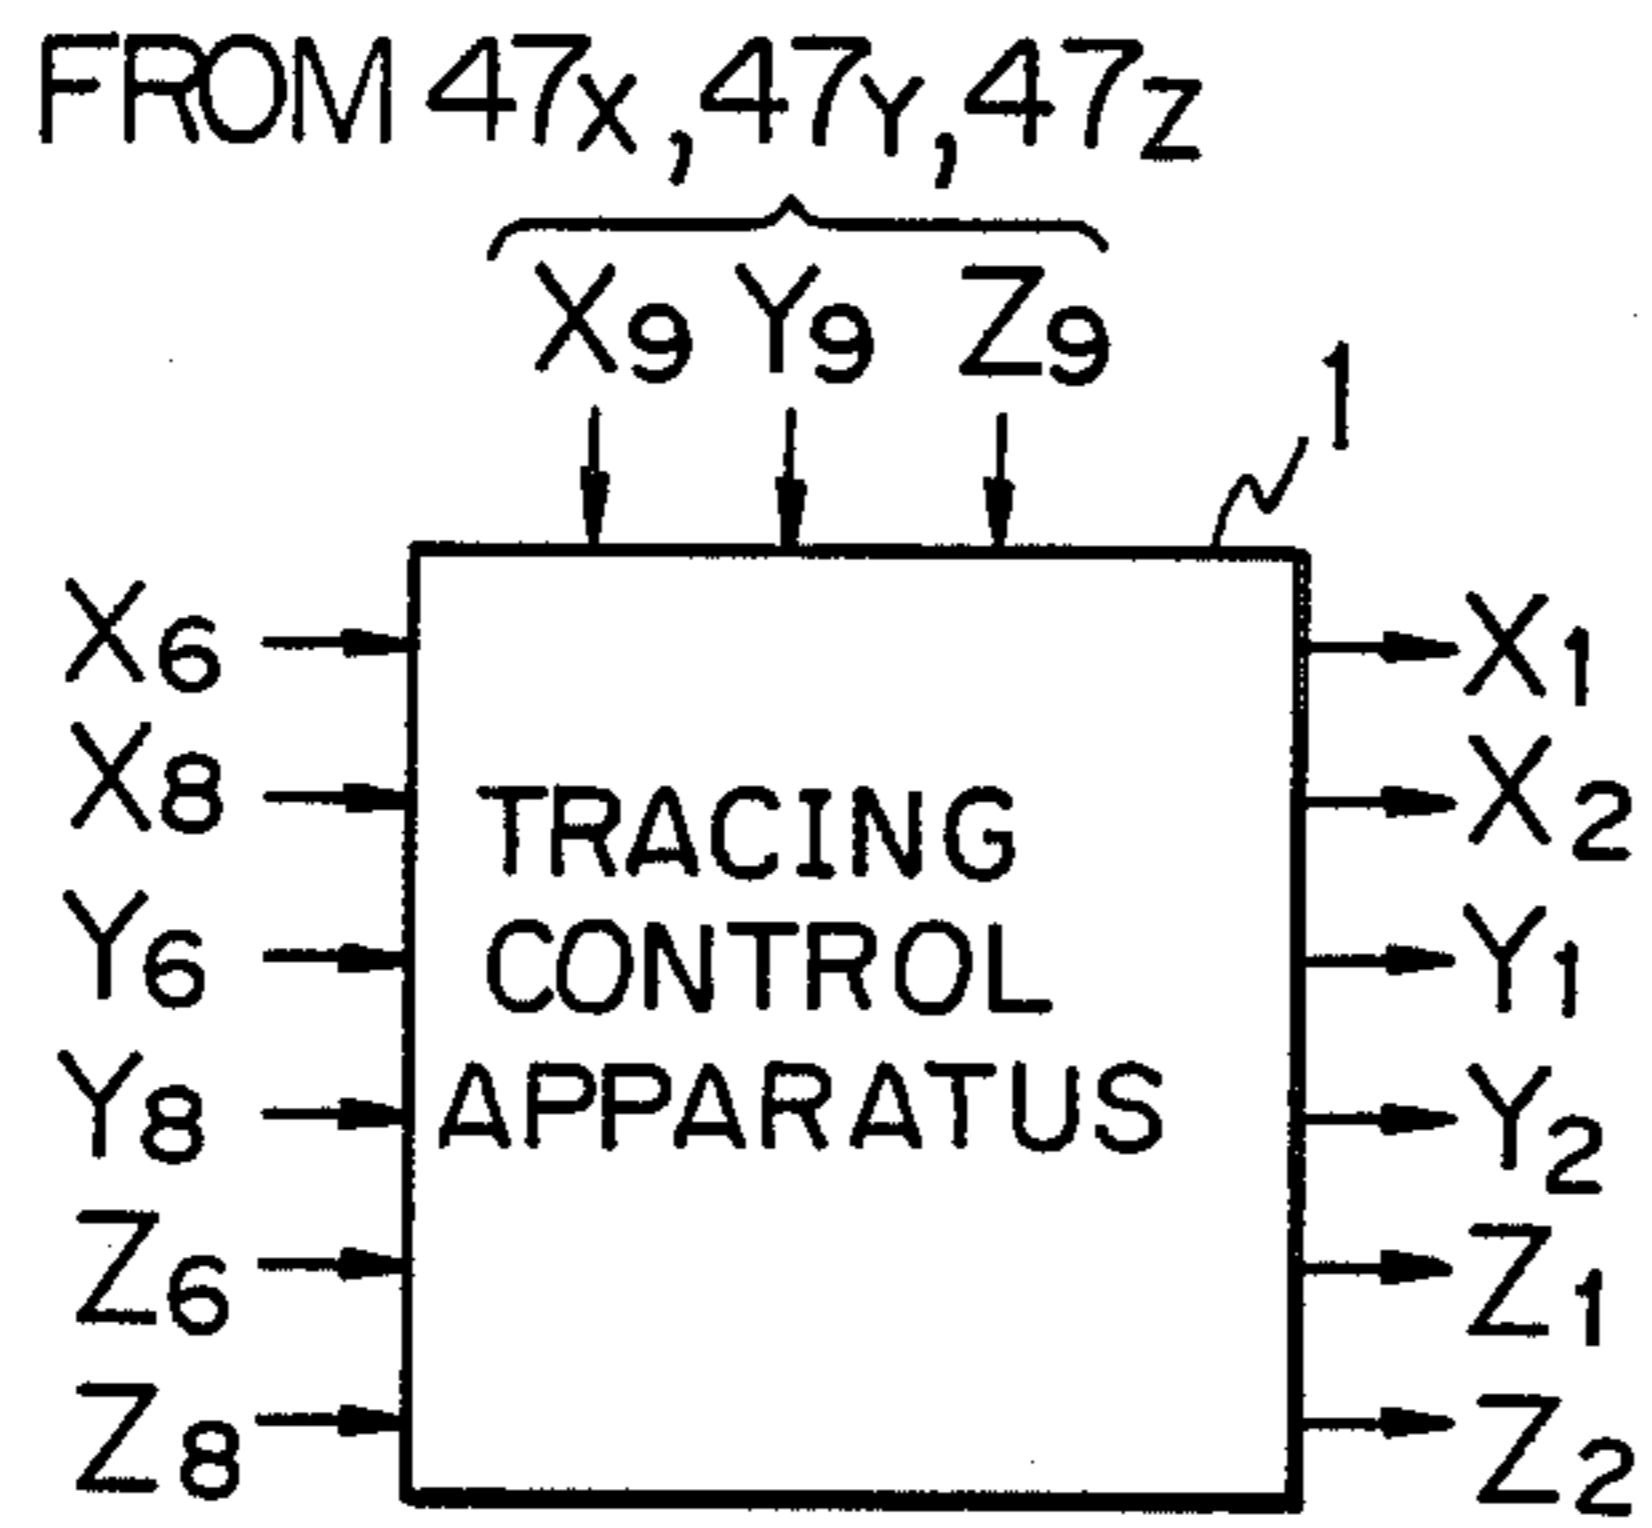 FROM 47X, 47Y, 47Z
X9 Y9 Z9
1
X6
X8
Y6
Y8
Z6
Z8
TRACING
CONTROL
APPARATUS
X1
X2
Y1
Y2
Z1
Z2